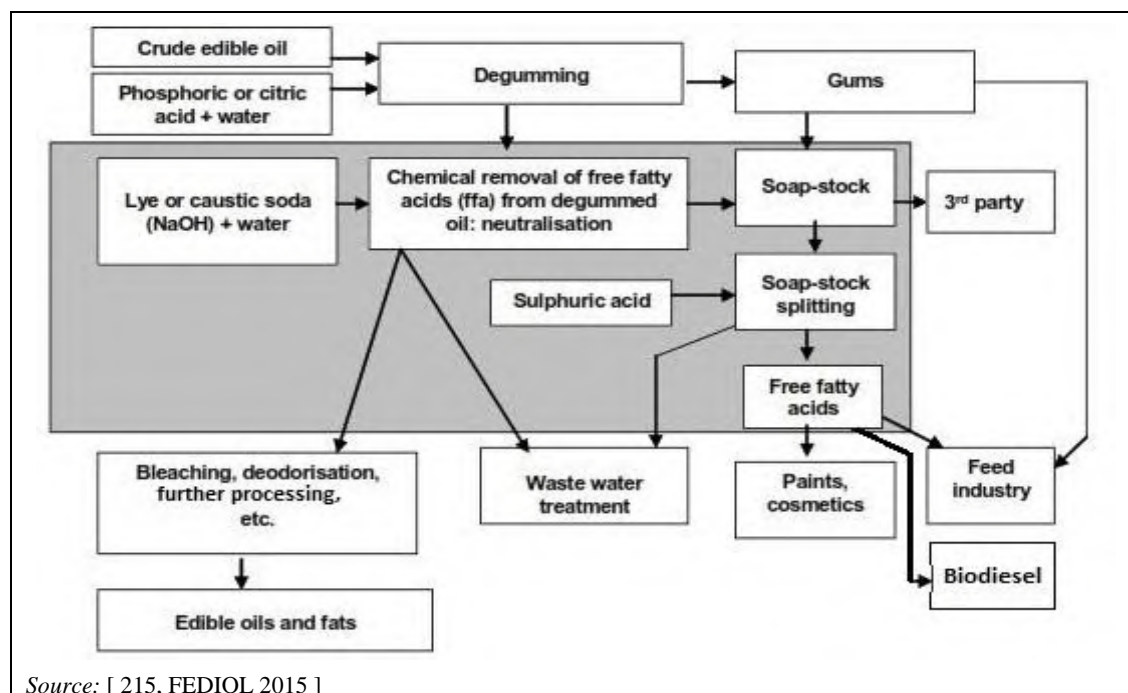 Crude edible oil
Degumming
Gums
Phosphoric or citric
acid + water
Lye or caustic soda
(NaOH) + water
Chemical removal of free fatty
acids (ffa) from degummed
oil: neutralisation
Soap-stock
3rd party
Sulphuric acid
Soap-stock
splitting
Free fatty
acids
Bleaching, deodorisation,
further processing,
etc.
Waste water
treatment
Paints,
cosmetics
Feed
industry
Biodiesel
Edible oils and fats
Source: [ 215, FEDIOL 2015 ]